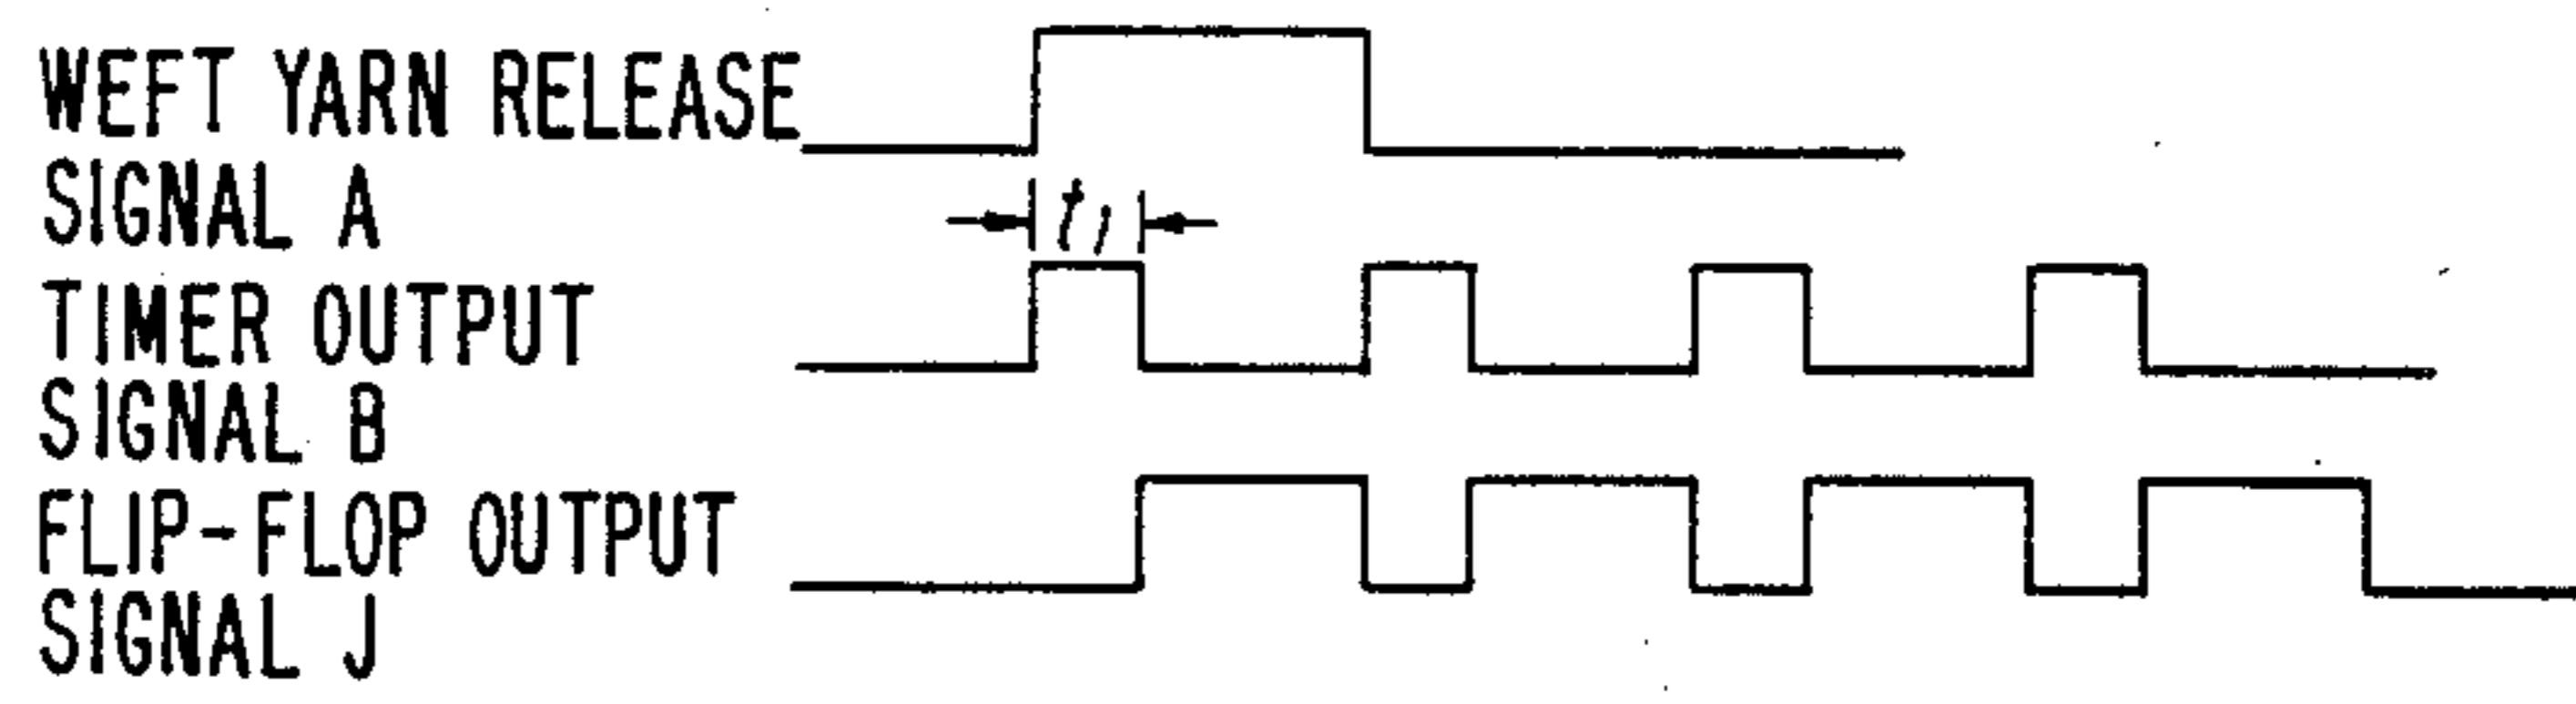 WEFT YARN RELEASE
SIGNAL A
t1
TIMER OUTPUT
SIGNAL B
FLIP-FLOP OUTPUT
SIGNAL J